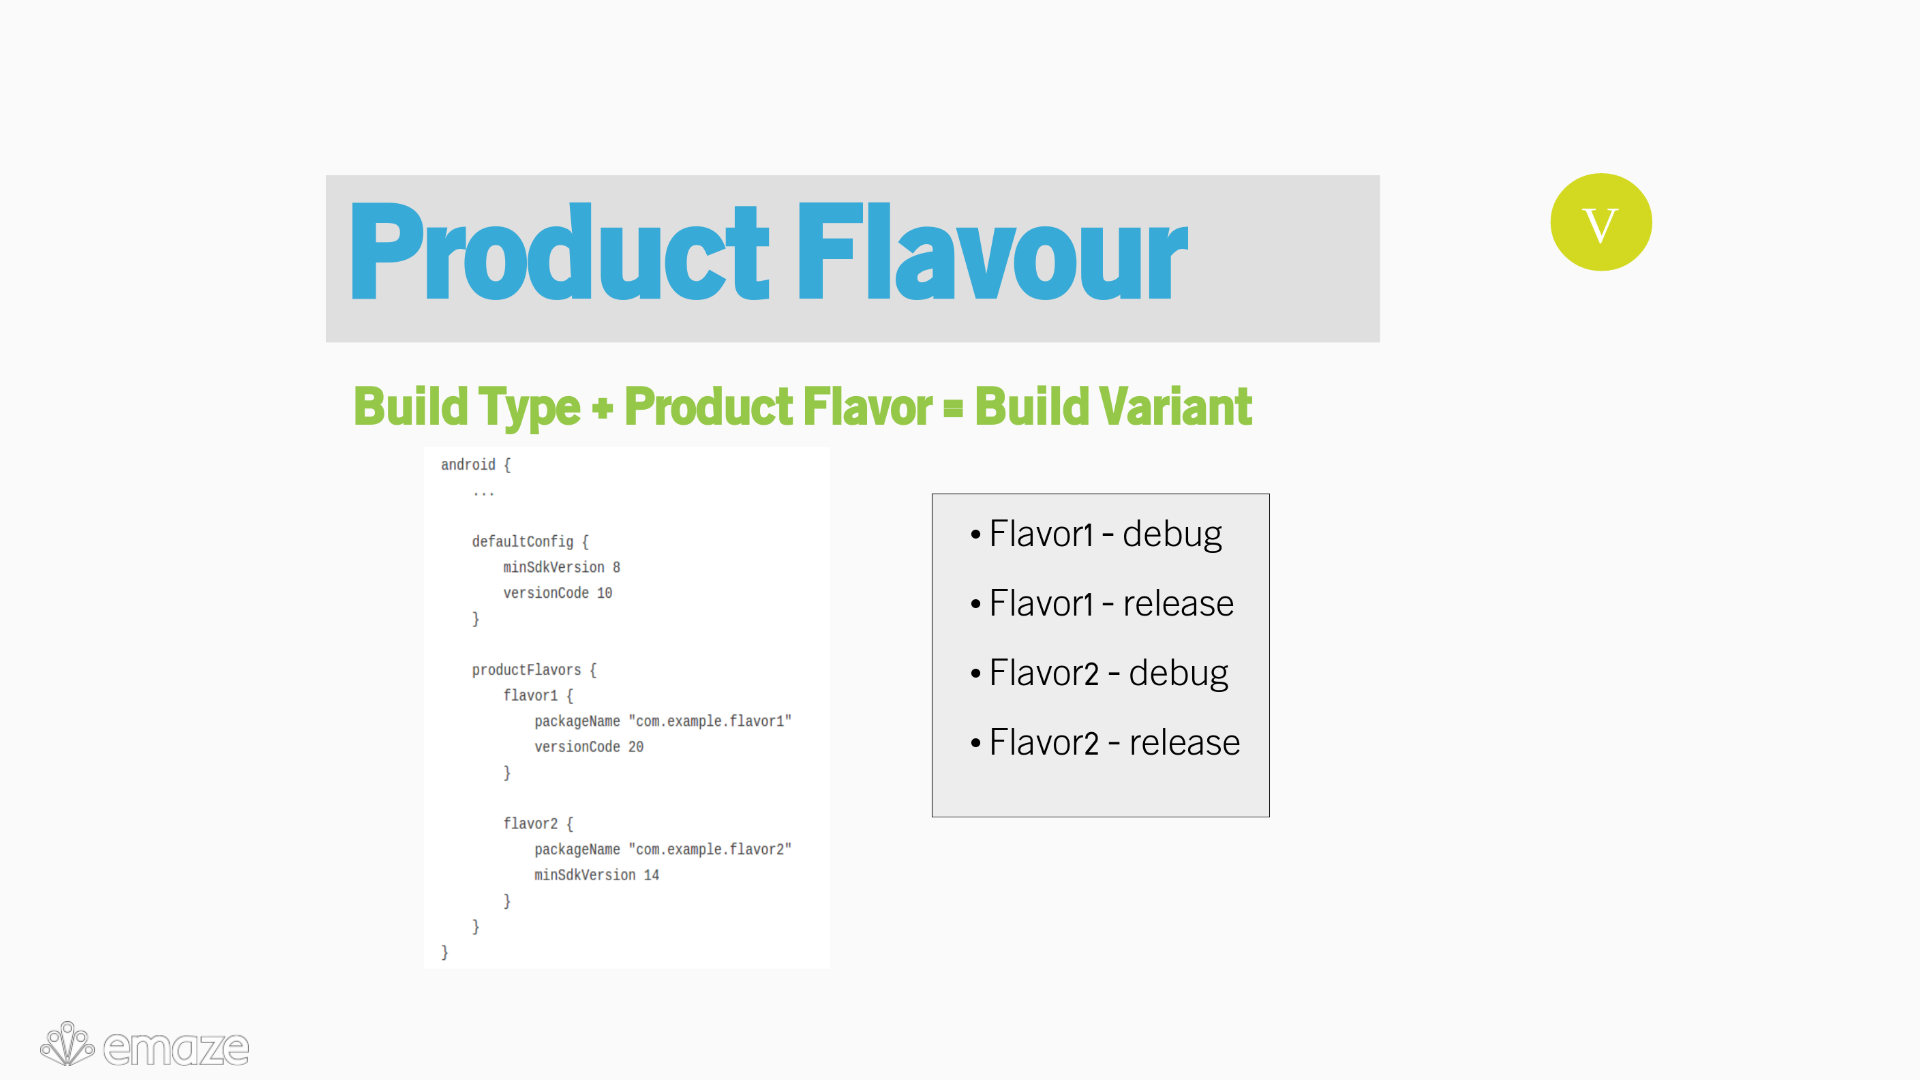 Product Flavour
V
Build Type + Product Flavor = Build Variant
android {
...
defaultConfig {
minSdkVersion 8
versionCode 10
}
productFlavors {
flavor1 {
packageName "com.example.flavor1"
versionCode 20
}
flavor2 {
packageName "com.example.flavor2"
minSdkVersion 14
}
}
}
• Flavor1 - debug
• Flavor1 - release
• Flavor2 - debug
• Flavor2 - release
emaze